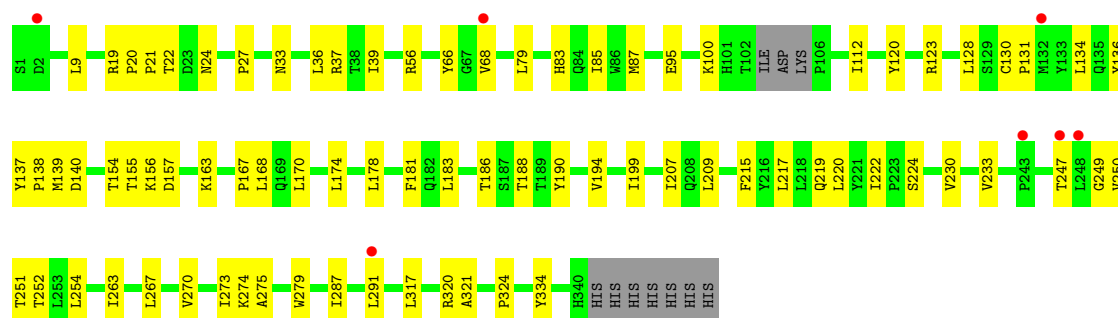 S1 D2 L9 R19 P20 P21 T22 D23 N24 P27 N33 L36 R37 T38 I39 R56 Y66 G67 V68 L79 H83 Q84 I85 W86 M87 E95 K100 H101 T102 ILE ASP LYS P106 I112 Y120 R123 L128 S129 C130 P131 M132 Y133 L134 Q135 Y136
Y137 P138 M139 D140 T154 T155 K156 D157 K163 P167 L168 Q169 L170 L174 L178 F181 Q182 L183 T186 S187 T188 T189 Y190 V194 I199 I207 Q208 L209 F215 Y216 L217 L218 Q219 L220 Y221 I222 P223 S224 V230 V233 P243 T247 L248 G249 V250
T251 T252 L253 L254 I263 L267 V270 I273 K274 A275 W279 I287 L291 L317 R320 A321 P324 Y334 H340 HIS HIS HIS HIS HIS HIS HIS